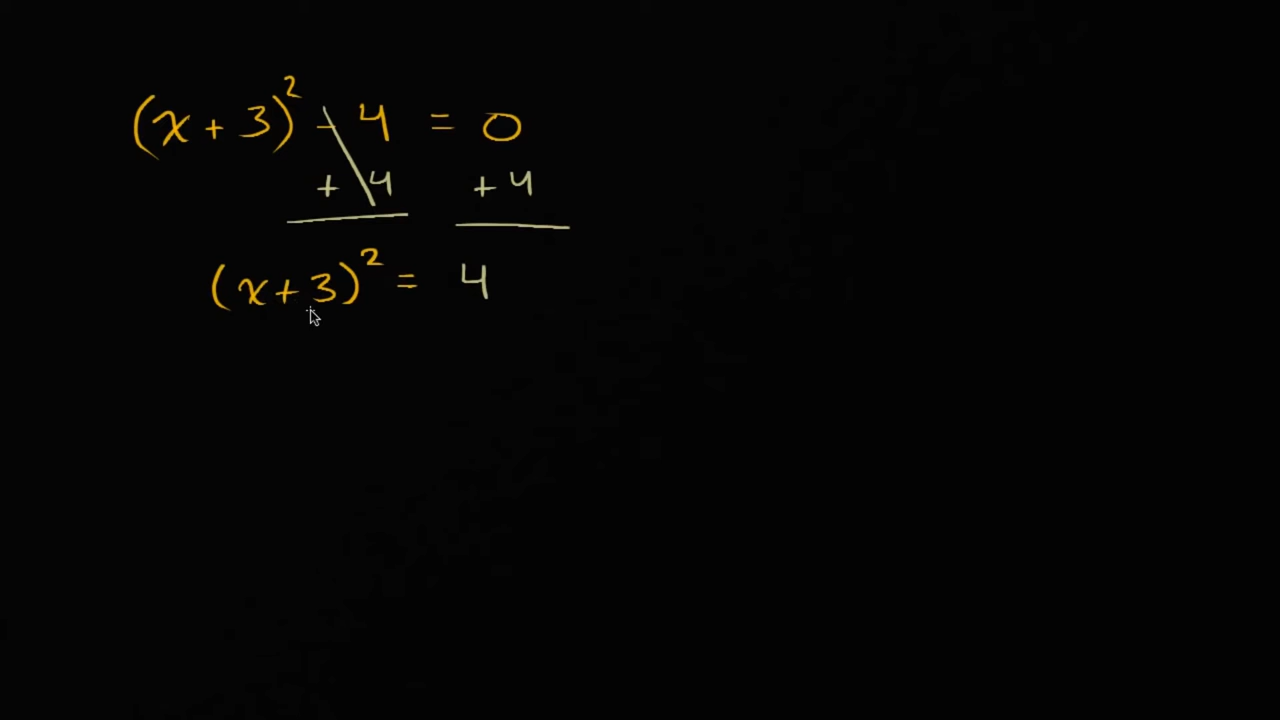 (x + 3)² - 4 = 0
+ 4 + 4
(x + 3)² = 4